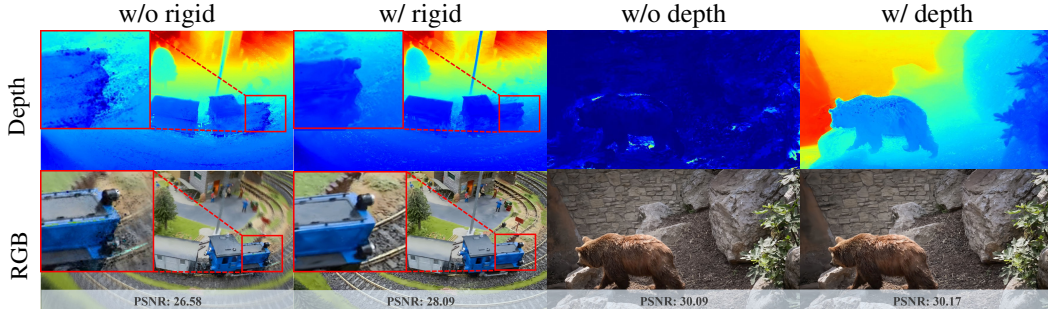 w/o rigid w/ rigid w/o depth w/ depth
Depth
RGB
PSNR: 26.58 PSNR: 28.09 PSNR: 30.09 PSNR: 30.17